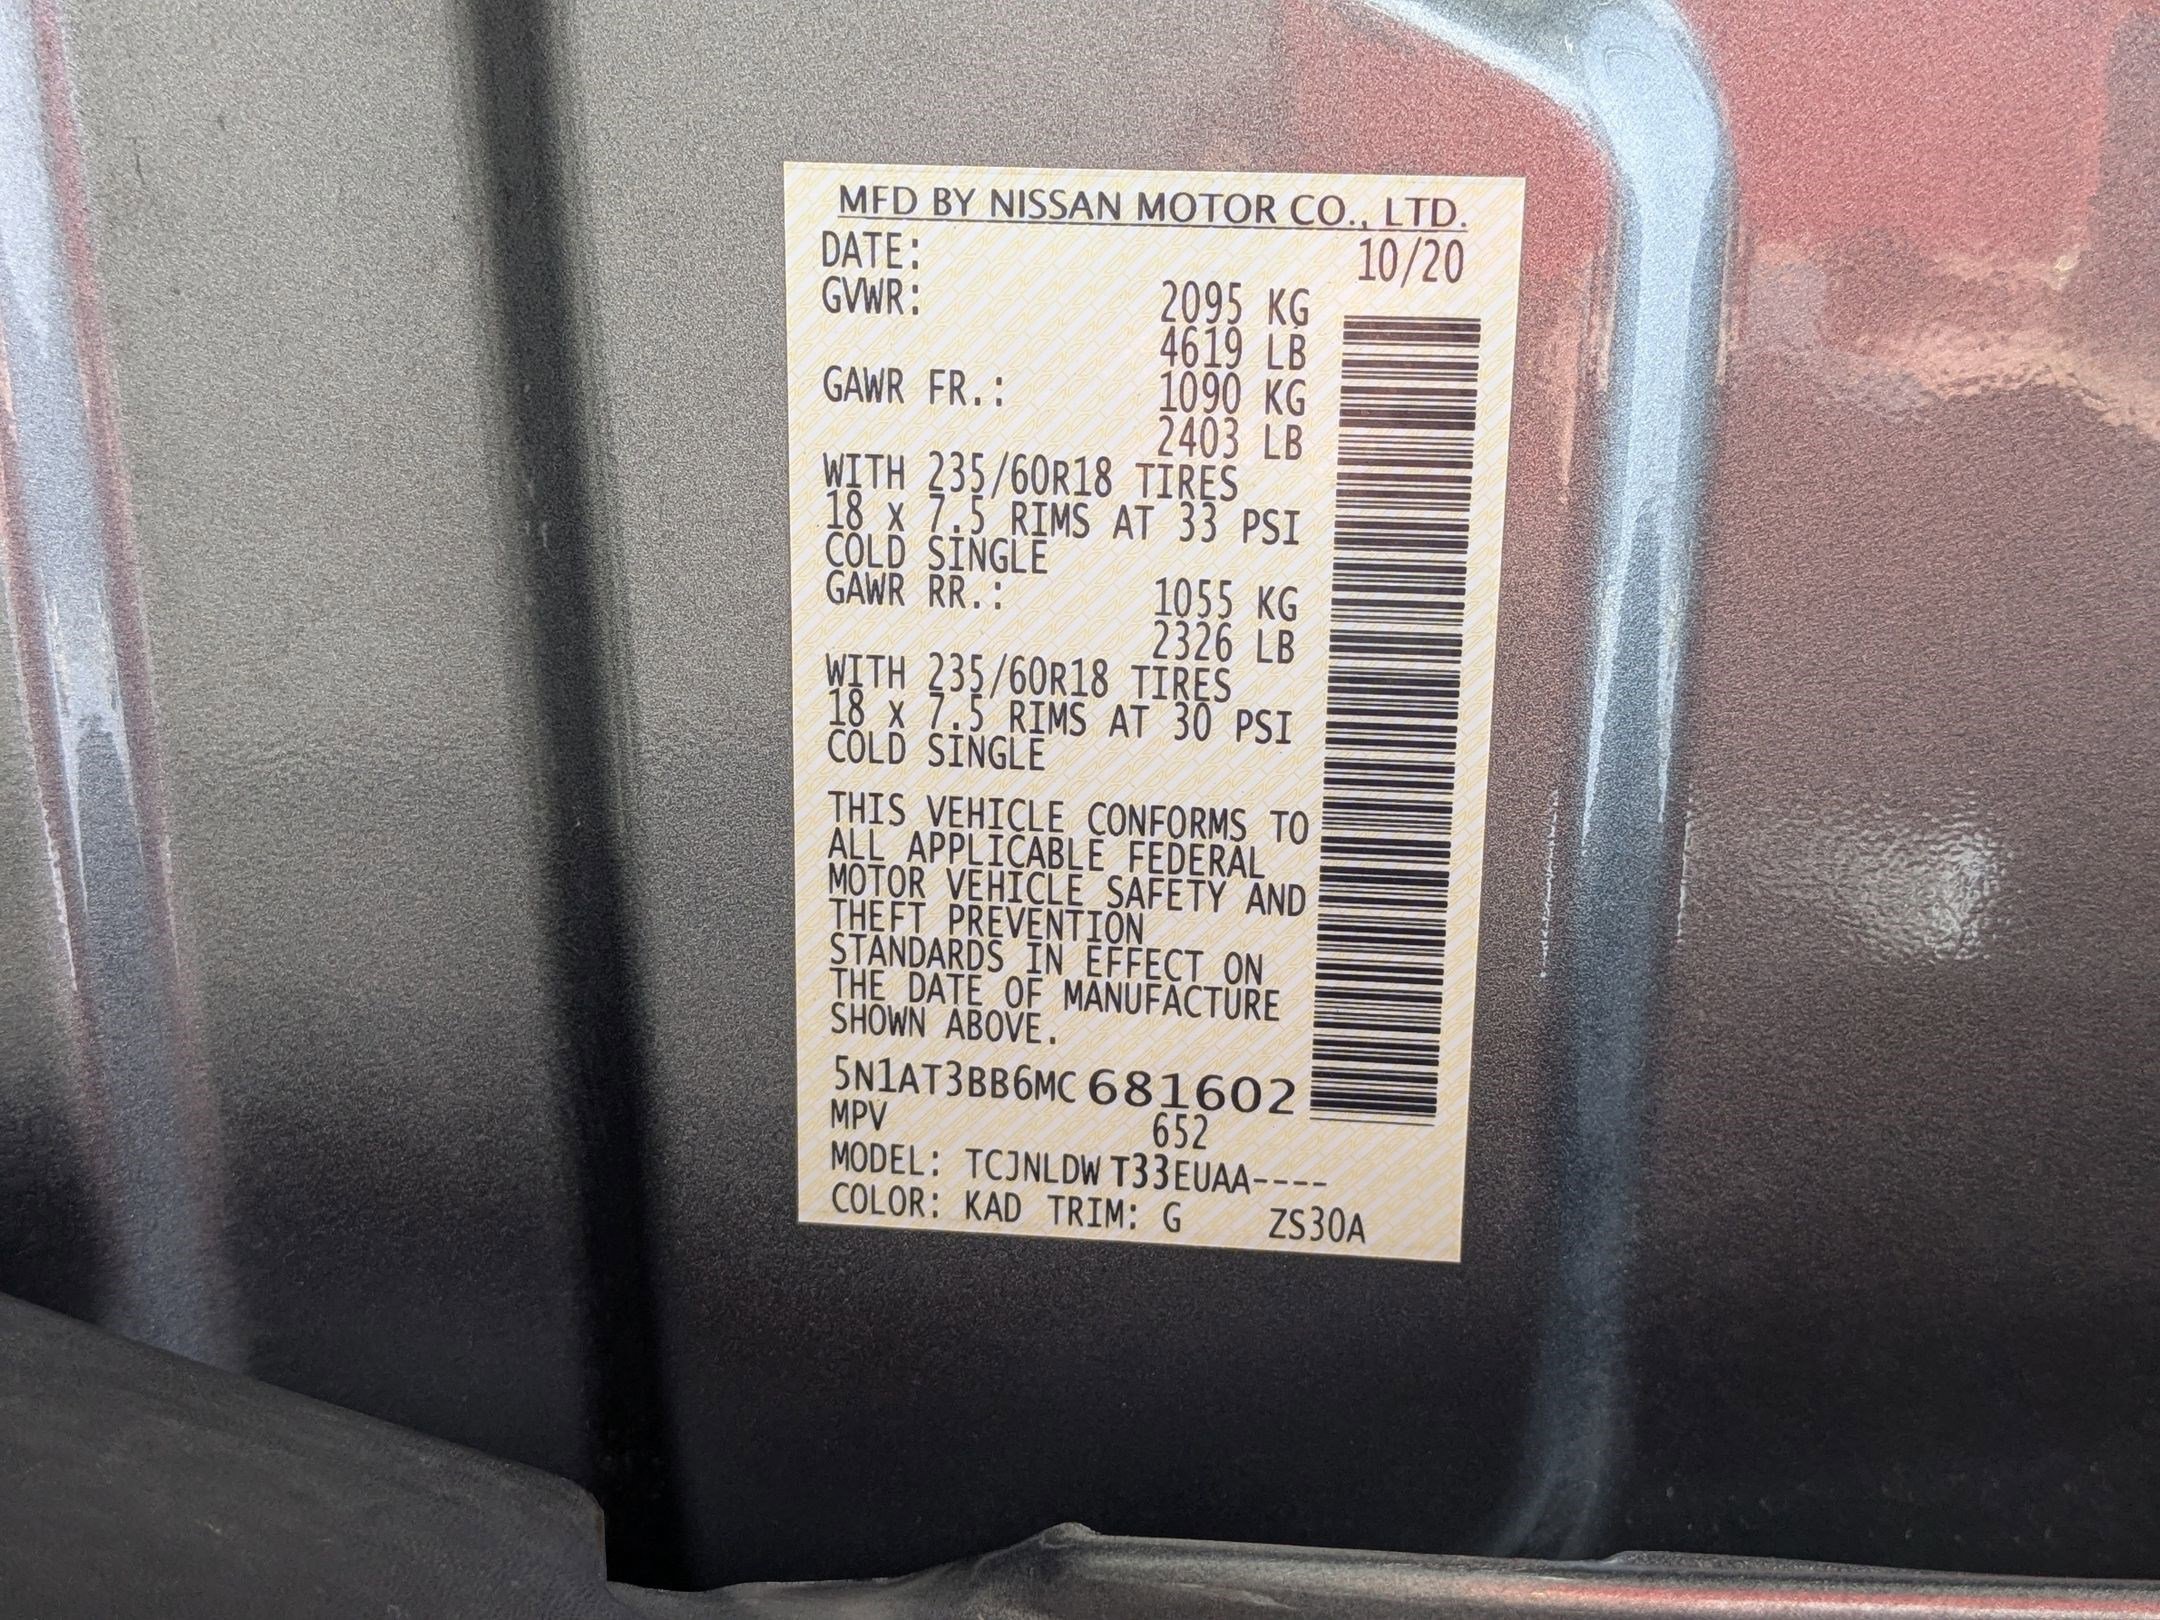 MFD BY NISSAN MOTOR CO., LTD.
DATE: 10/20
GVWR: 2095 KG
4619 LB
GAWR FR.: 1090 KG
2403 LB
WITH 235/60R18 TIRES
18 x 7.5 RIMS AT 33 PSI
COLD SINGLE
GAWR RR.: 1055 KG
2326 LB
WITH 235/60R18 TIRES
18 x 7.5 RIMS AT 30 PSI
COLD SINGLE
THIS VEHICLE CONFORMS TO
ALL APPLICABLE FEDERAL
MOTOR VEHICLE SAFETY AND
THEFT PREVENTION
STANDARDS IN EFFECT ON
THE DATE OF MANUFACTURE
SHOWN ABOVE.
5N1AT3BB6MC681602
MPV 652
MODEL: TCJNLDW T33EUAA----
COLOR: KAD TRIM: G ZS30A